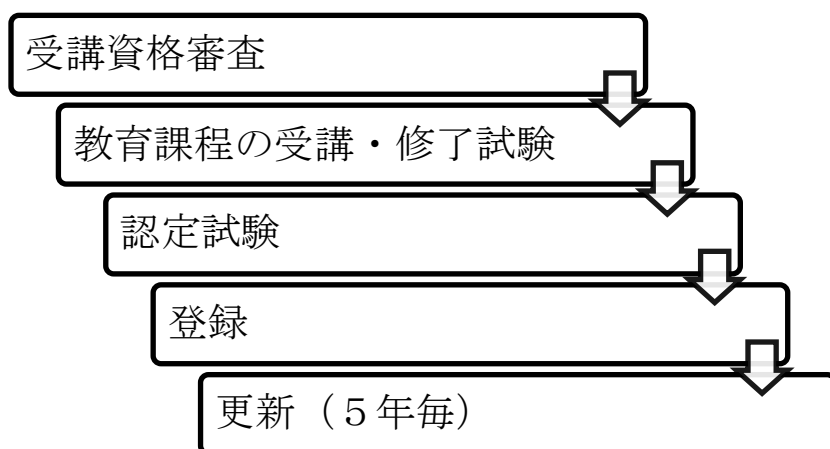 受講資格審査
教育課程の受講・修了試験
認定試験
登録
更新（５年毎）